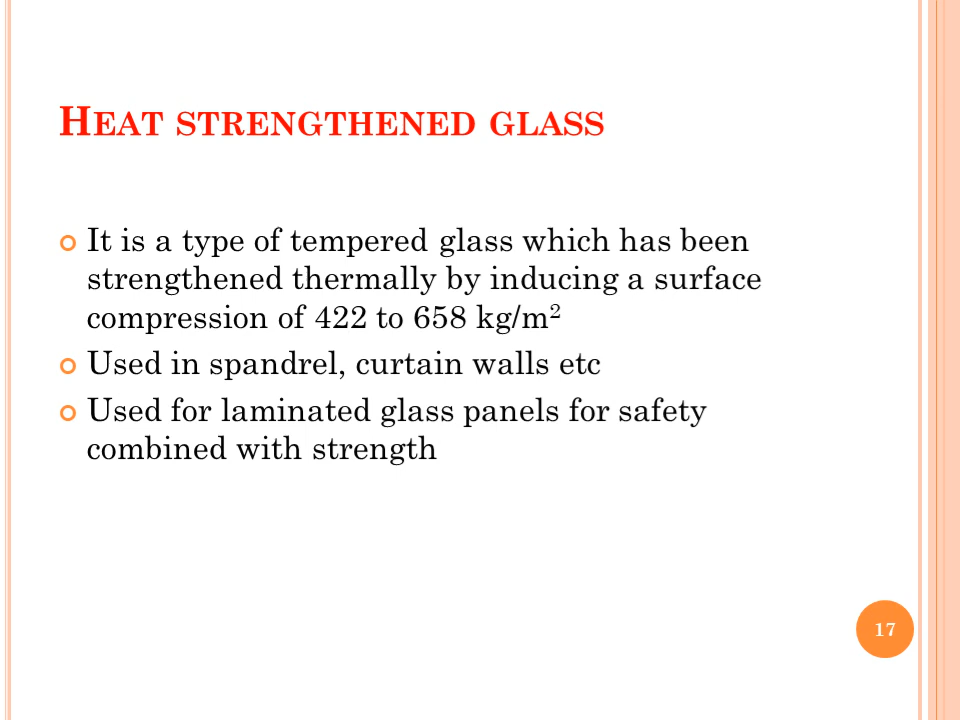 HEAT STRENGTHENED GLASS
It is a type of tempered glass which has been
strengthened thermally by inducing a surface
compression of 422 to 658 kg/m²
Used in spandrel, curtain walls etc
Used for laminated glass panels for safety
combined with strength
17